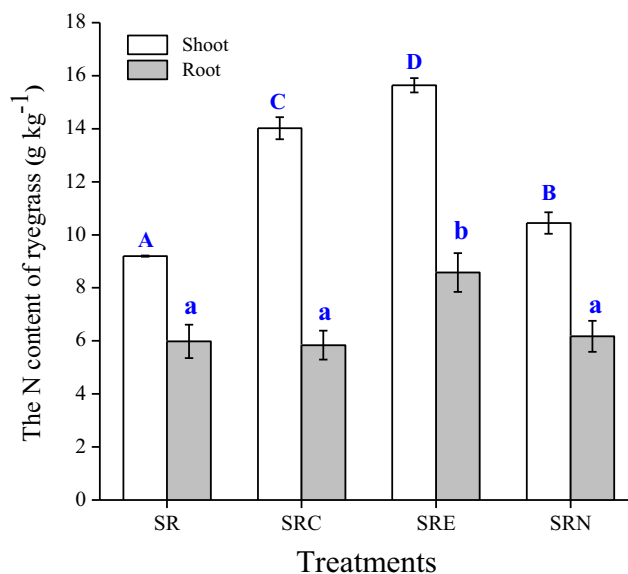 The N content of ryegrass (g kg⁻¹)
18
16
14
12
10
8
6
4
2
0
Shoot
Root
A
a
C
a
D
b
B
a
SR
SRC
SRE
SRN
Treatments